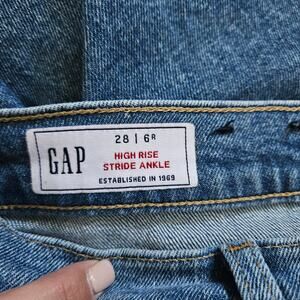 GAP
28 | 6R
HIGH RISE
STRIDE ANKLE
ESTABLISHED IN 1969